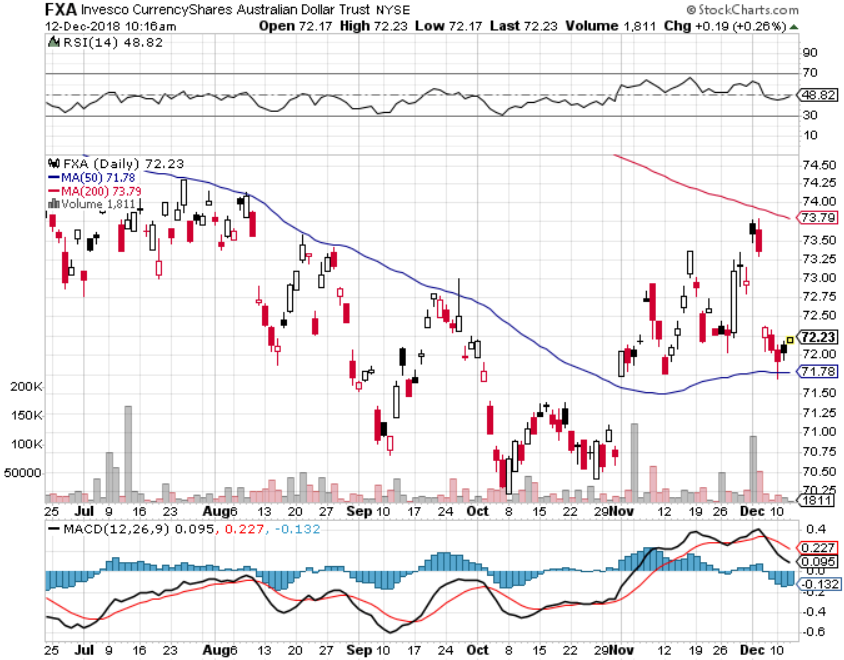 FXA Invesco CurrencyShares Australian Dollar Trust NYSE © StockCharts.com
12-Dec-2018 10:16am Open 72.17 High 72.23 Low 72.17 Last 72.23 Volume 1,811 Chg +0.19 (+0.26%)
RSI(14) 48.82
90
70
48.82
30
10
FXA (Daily) 72.23
MA(50) 71.78
MA(200) 73.79
Volume 1,811
74.50
74.25
74.00
73.79
73.50
73.25
73.00
72.75
72.50
72.23
72.00
71.78
71.50
71.25
71.00
70.75
70.50
70.25
1811
200K
150K
100K
50000
25 Jul 9 16 23 Aug 6 13 20 27 Sep 10 17 24 Oct 8 15 22 29 Nov 12 19 26 Dec 10
MACD(12,26,9) 0.095, 0.227, -0.132
0.4
0.227
0.095
0.0
-0.132
-0.2
-0.4
-0.6
25 Jul 9 16 23 Aug 6 13 20 27 Sep 10 17 24 Oct 8 15 22 29 Nov 12 19 26 Dec 10